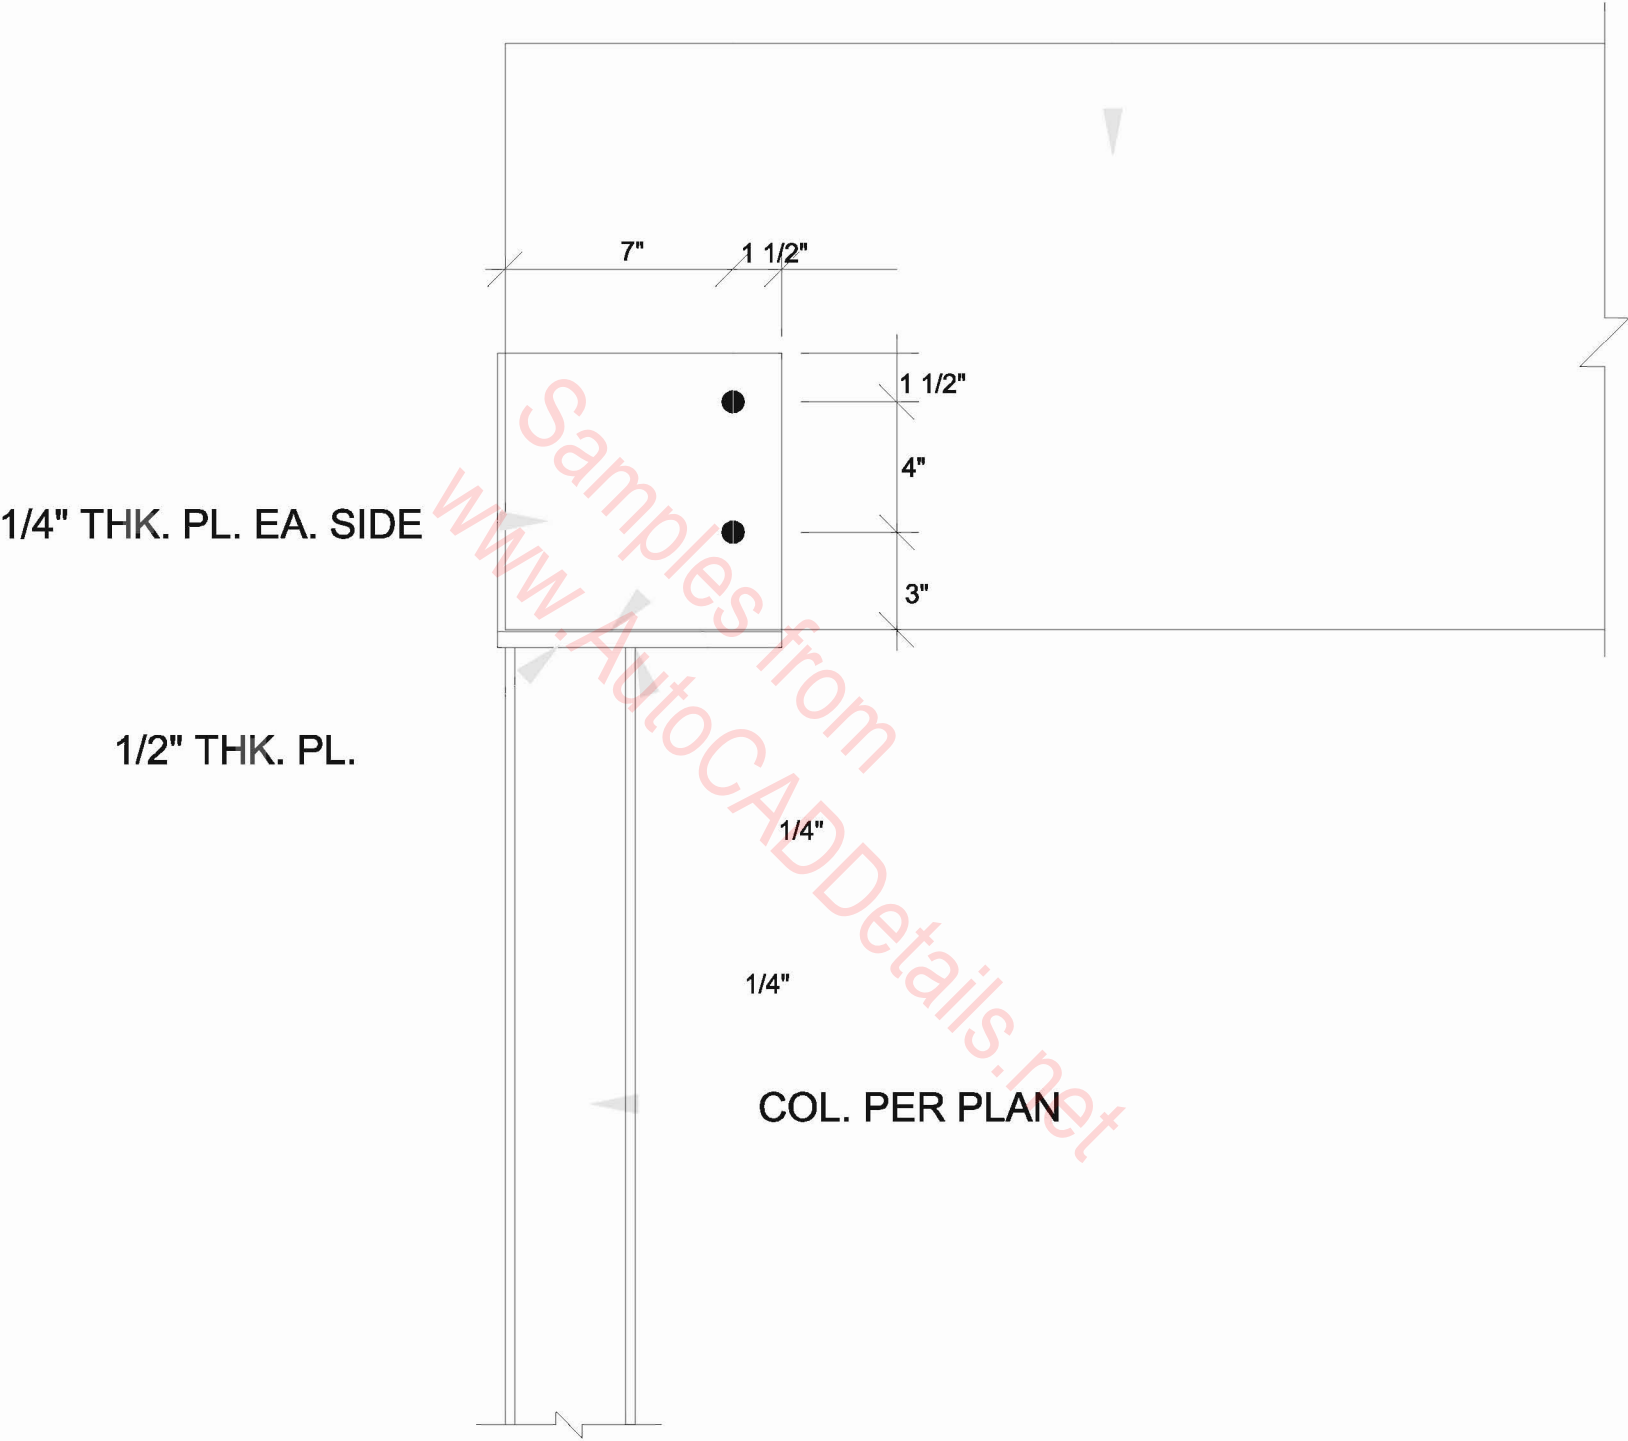 7" 1 1/2"
1 1/2"
4"
1/4" THK. PL. EA. SIDE
3"
1/2" THK. PL.
1/4"
1/4"
COL. PER PLAN
Samples from
www.AutoCADDetails.net